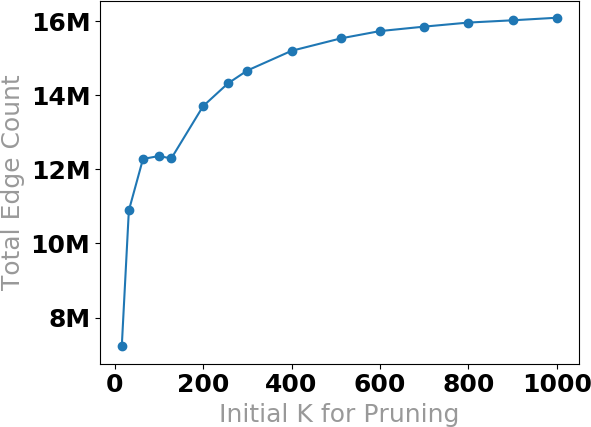 16M
14M
12M
10M
8M
Total Edge Count
0 200 400 600 800 1000
Initial K for Pruning